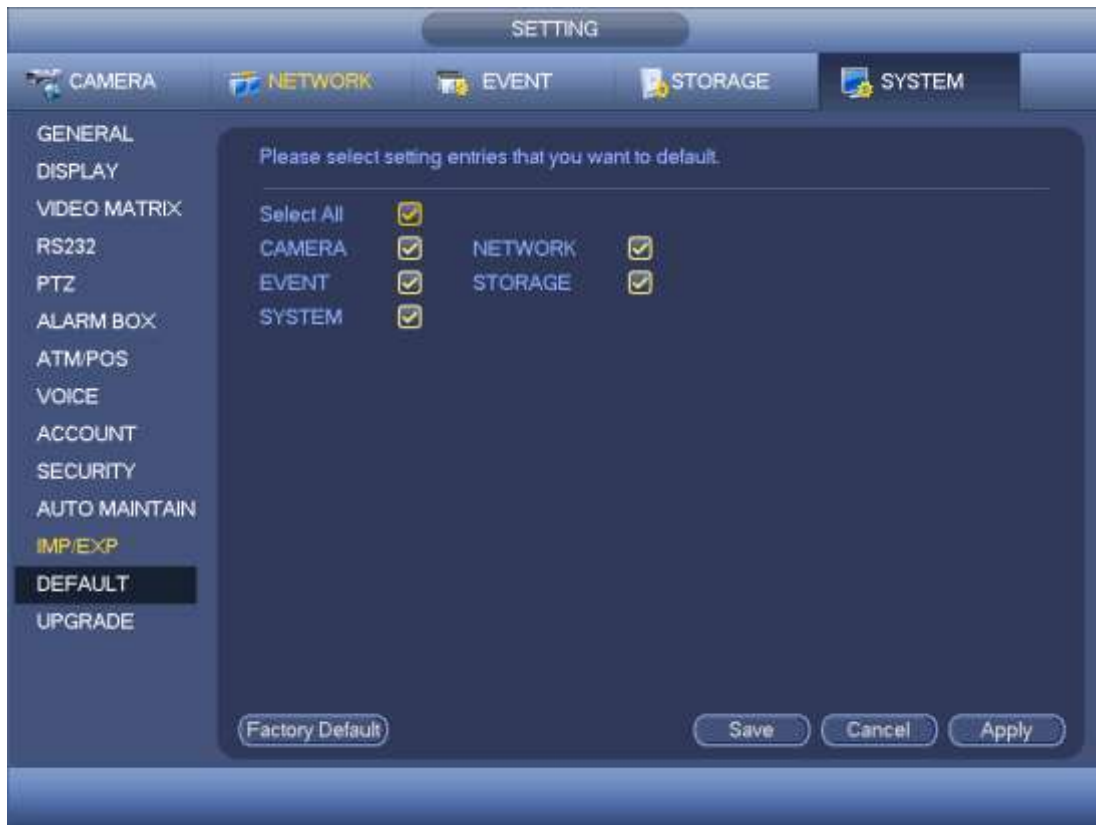 SETTING
CAMERA NETWORK EVENT STORAGE SYSTEM
GENERAL
DISPLAY
VIDEO MATRIX
RS232
PTZ
ALARM BOX
ATM/POS
VOICE
ACCOUNT
SECURITY
AUTO MAINTAIN
IMP/EXP
DEFAULT
UPGRADE
Please select setting entries that you want to default.
Select All
CAMERA NETWORK
EVENT STORAGE
SYSTEM
Factory Default Save Cancel Apply